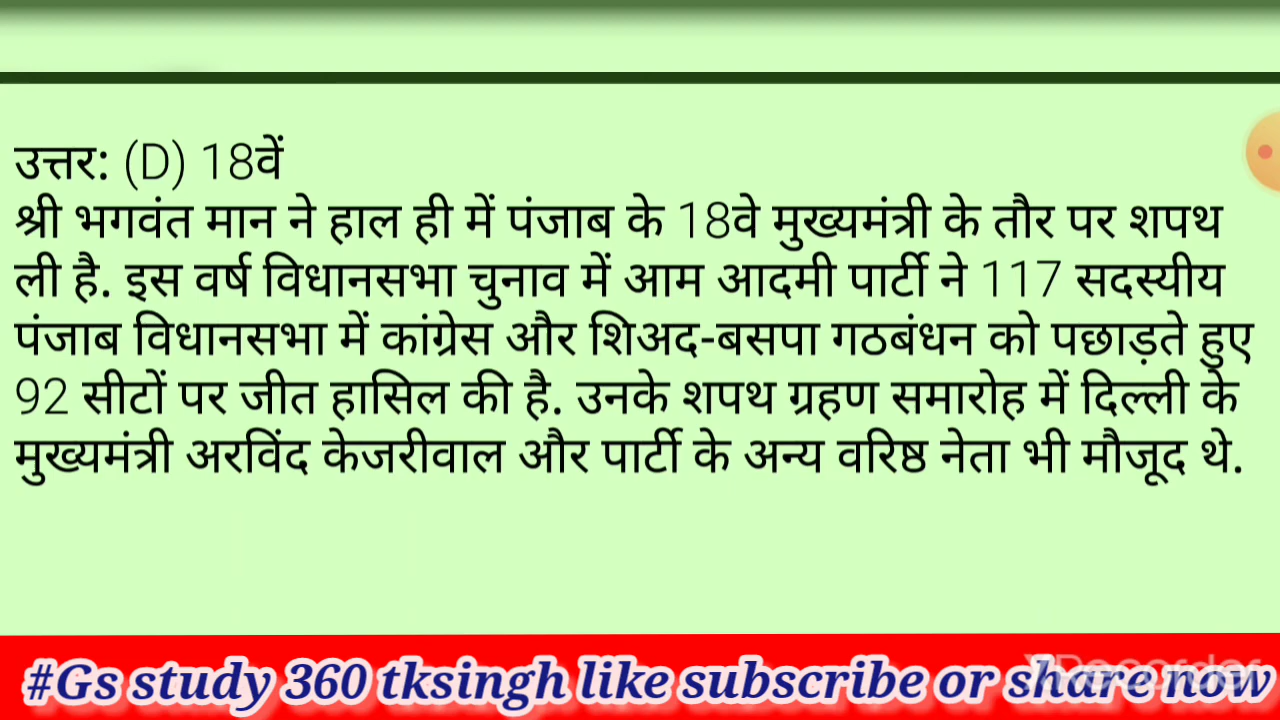 उत्तर: (D) 18वें
श्री भगवंत मान ने हाल ही में पंजाब के 18वे मुख्यमंत्री के तौर पर शपथ
ली है. इस वर्ष विधानसभा चुनाव में आम आदमी पार्टी ने 117 सदस्यीय
पंजाब विधानसभा में कांग्रेस और शिअद-बसपा गठबंधन को पछाड़ते हुए
92 सीटों पर जीत हासिल की है. उनके शपथ ग्रहण समारोह में दिल्ली के
मुख्यमंत्री अरविंद केजरीवाल और पार्टी के अन्य वरिष्ठ नेता भी मौजूद थे.
#Gs study 360 tksingh like subscribe or share now
XRecorder